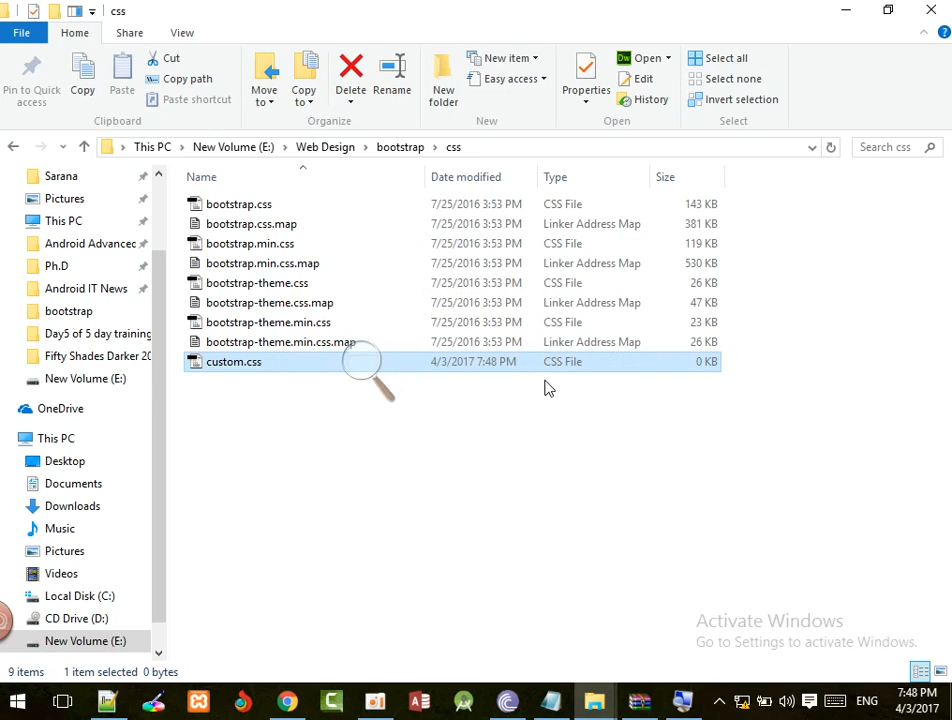 css
File Home Share View
Pin to Quick access
Copy
Paste
Cut
Copy path
Paste shortcut
Clipboard
Move to
Copy to
Delete
Rename
Organize
New folder
New item
Easy access
New
Properties
Open
Edit
History
Open
Select all
Select none
Invert selection
Select
This PC New Volume (E:) Web Design bootstrap css
Search css
Sarana
Pictures
This PC
Android Advanced
Ph.D
Android IT News
bootstrap
Day5 of 5 day training
Fifty Shades Darker 20
New Volume (E:)
OneDrive
This PC
Desktop
Documents
Downloads
Music
Pictures
Videos
Local Disk (C:)
CD Drive (D:)
New Volume (E:)
Name Date modified Type Size
bootstrap.css 7/25/2016 3:53 PM CSS File 143 KB
bootstrap.css.map 7/25/2016 3:53 PM Linker Address Map 381 KB
bootstrap.min.css 7/25/2016 3:53 PM CSS File 119 KB
bootstrap.min.css.map 7/25/2016 3:53 PM Linker Address Map 530 KB
bootstrap-theme.css 7/25/2016 3:53 PM CSS File 26 KB
bootstrap-theme.css.map 7/25/2016 3:53 PM Linker Address Map 47 KB
bootstrap-theme.min.css 7/25/2016 3:53 PM CSS File 23 KB
bootstrap-theme.min.css.map 7/25/2016 3:53 PM Linker Address Map 26 KB
custom.css 4/3/2017 7:48 PM CSS File 0 KB
Activate Windows
Go to Settings to activate Windows.
9 items 1 item selected 0 bytes
Dw
ENG
7:48 PM
4/3/2017